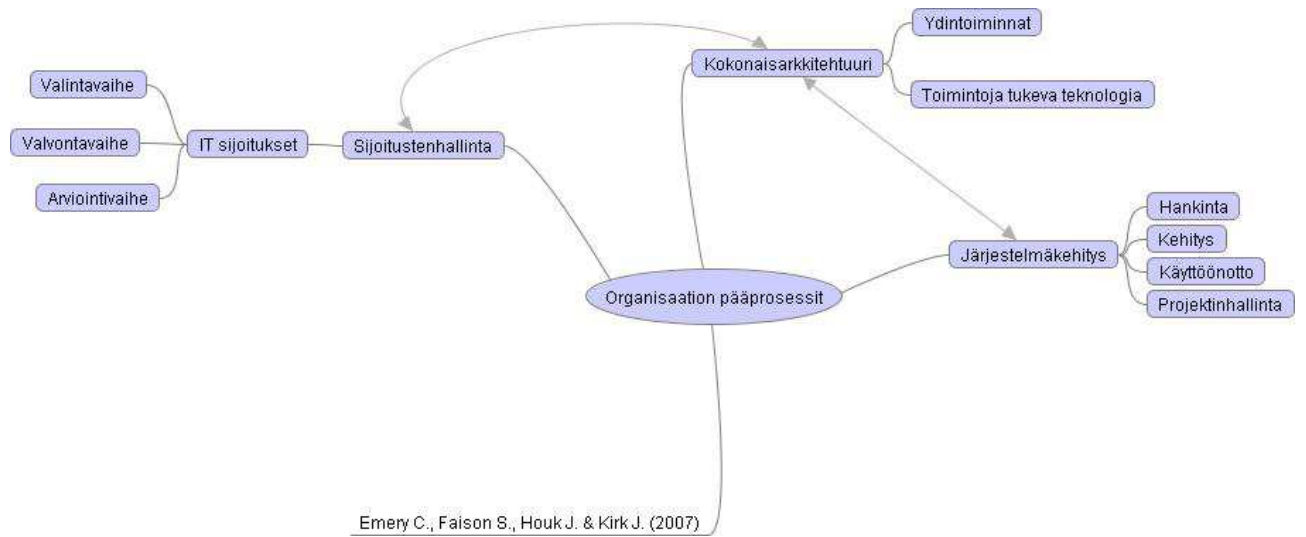 Ydintoiminnat
Kokonaisarkkitehtuuri
Toimintoja tukeva teknologia
Valintavaihe
Valvontavaihe
IT sijoitukset
Sijoitustenhallinta
Arviointivaihe
Hankinta
Kehitys
Järjestelmäkehitys
Käyttöönotto
Projektinhallinta
Organisaation pääprosessit
Emery C., Faison S., Houk J. & Kirk J. (2007)